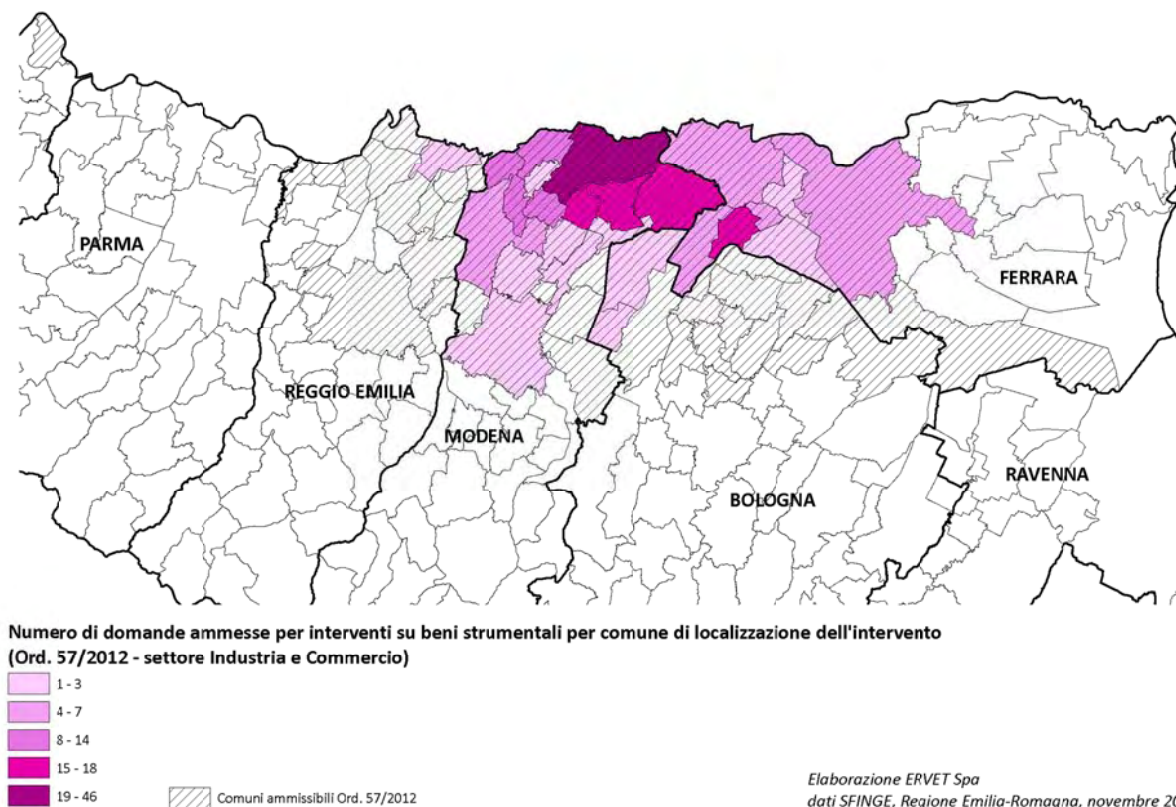 PARMA
FERRARA
REGGIO EMILIA
MODENA
RAVENNA
BOLOGNA
Numero di domande ammesse per interventi su beni strumentali per comune di localizzazione dell'intervento
(Ord. 57/2012 - settore Industria e Commercio)
1 - 3
4 - 7
8 - 14
15 - 18
19 - 46
Comuni ammissibili Ord. 57/2012
Elaborazione ERVET Spa
dati SFINGE, Regione Emilia-Romagna, novembre